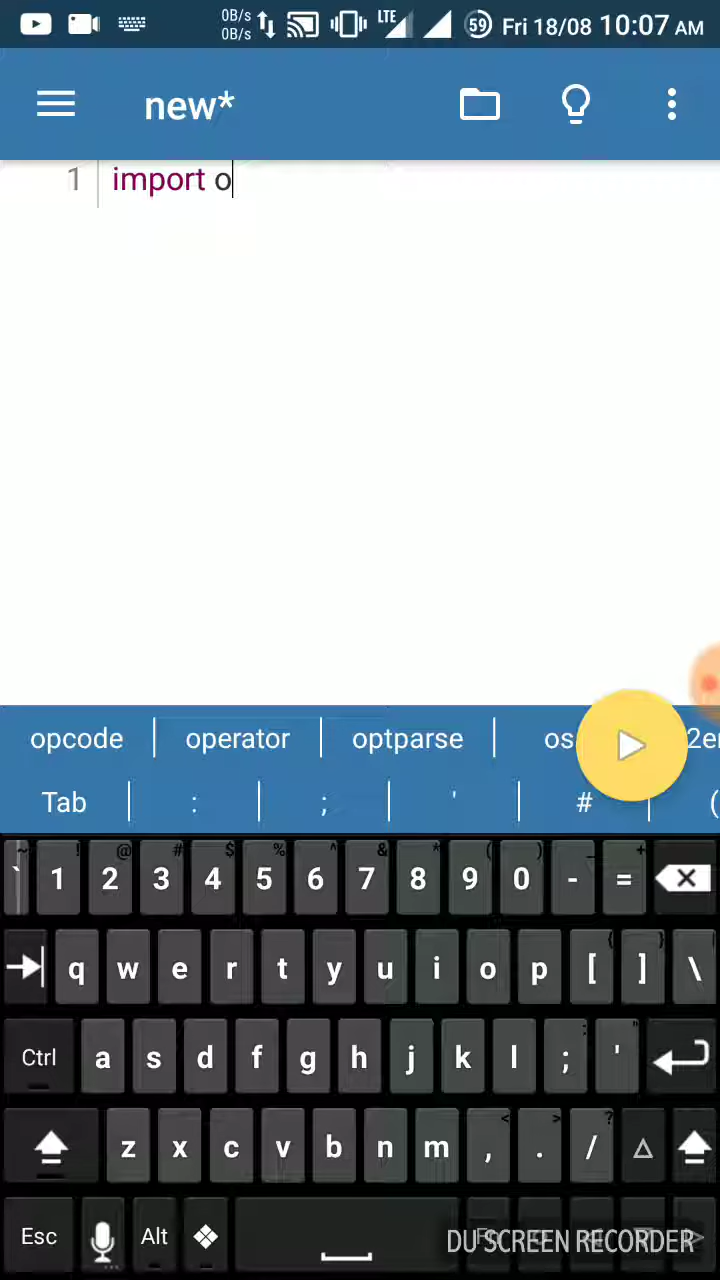 0B/s
0B/s
LTE
59 Fri 18/08 10:07 AM
new*
1 import o
opcode | operator | optparse | os
Tab | : | ; | ' | # | (
~ ! @ # $ % ^ & * ( ) _ +
` 1 2 3 4 5 6 7 8 9 0 - =
{ }
q w e r t y u i o p [ ] \
: "
Ctrl a s d f g h j k l ; '
< > ?
z x c v b n m , . /
Esc Alt Fn
DU SCREEN RECORDER